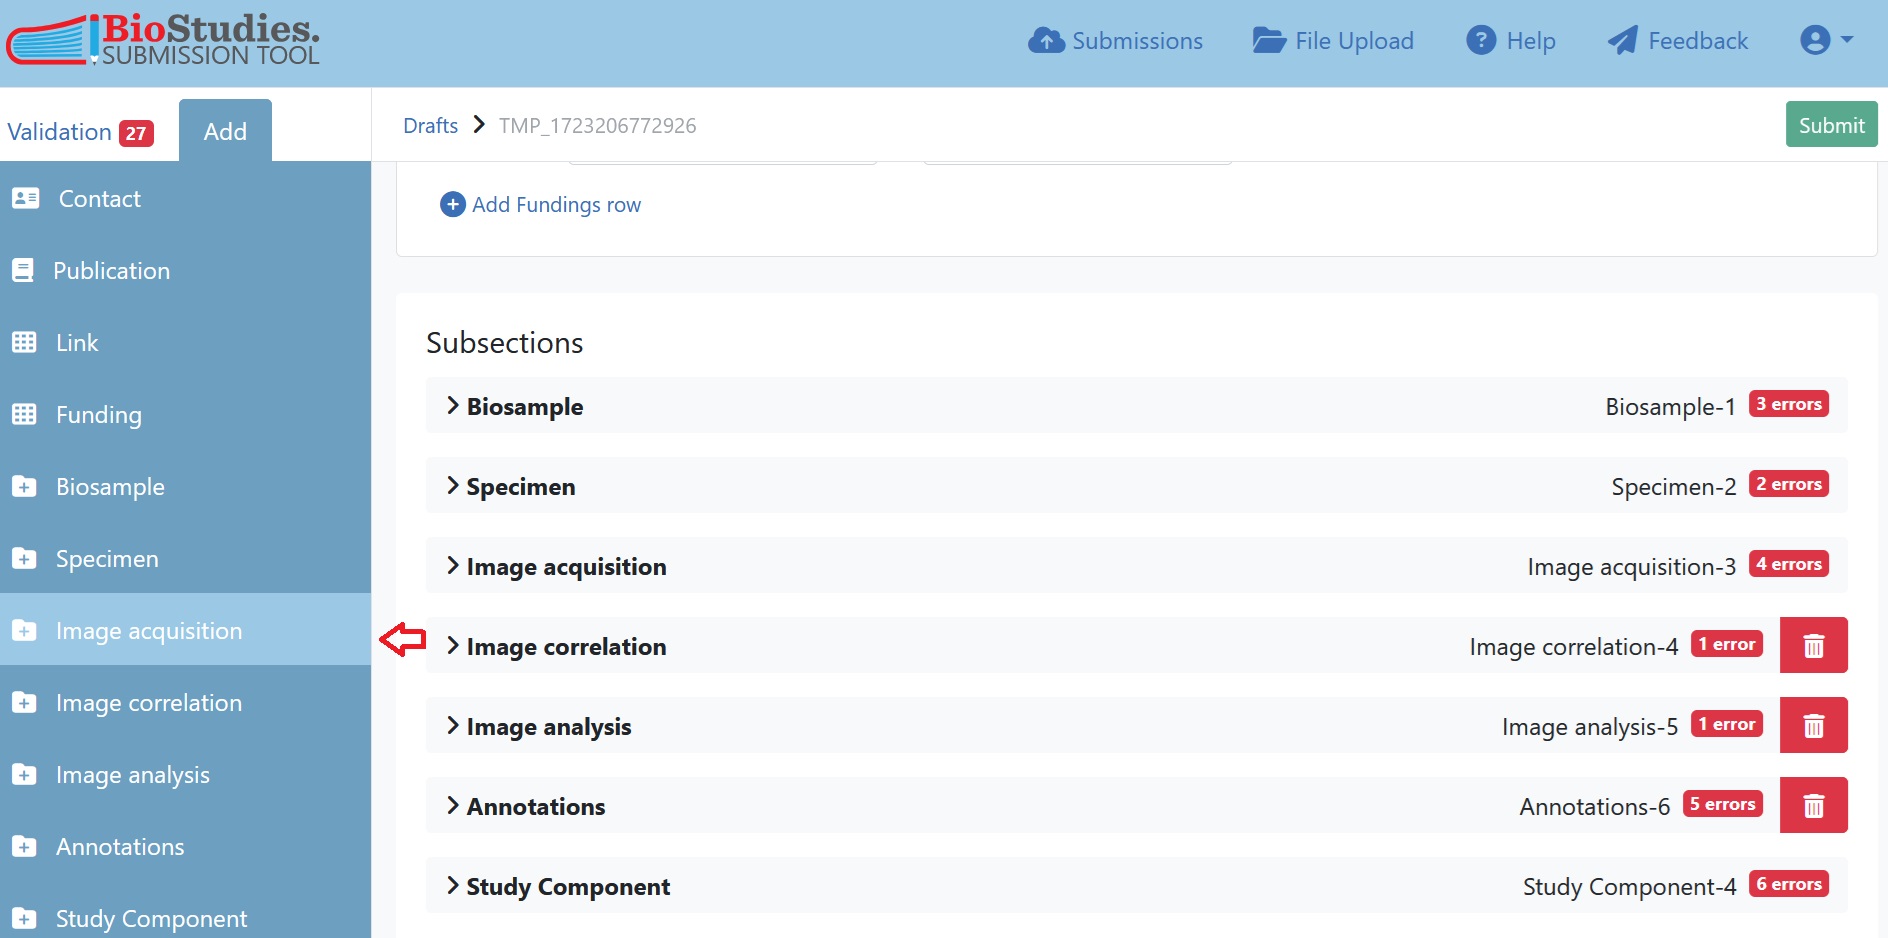 BioStudies.
SUBMISSION TOOL
Submissions
File Upload
Help
Feedback
Validation 27
Add
Drafts TMP_1723206772926
Submit
Contact
Publication
Link
Funding
Biosample
Specimen
Image acquisition
Image correlation
Image analysis
Annotations
Study Component
Add Fundings row
Subsections
Biosample Biosample-1 3 errors
Specimen Specimen-2 2 errors
Image acquisition Image acquisition-3 4 errors
Image correlation Image correlation-4 1 error
Image analysis Image analysis-5 1 error
Annotations Annotations-6 5 errors
Study Component Study Component-4 6 errors